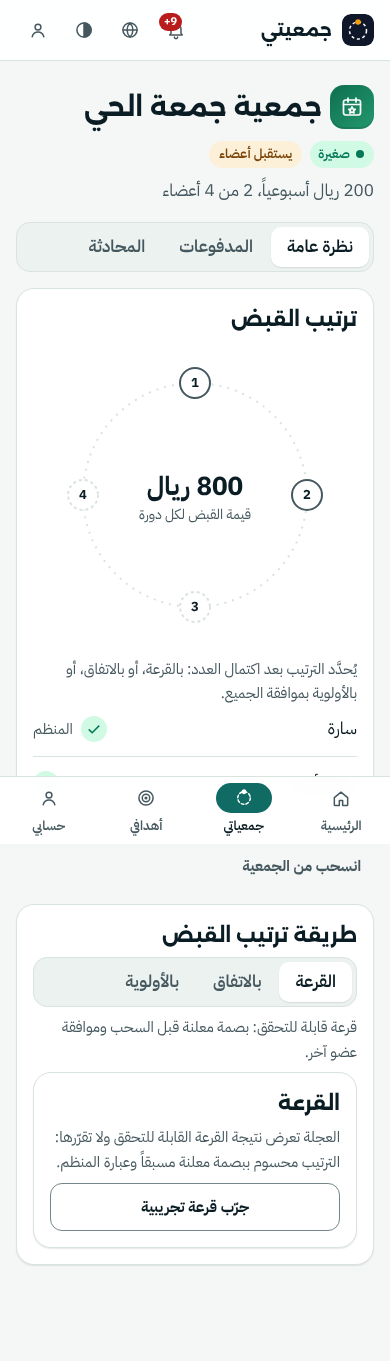 جمعيتي
+9
جمعية جمعة الحي
صغيرة
يستقبل أعضاء
200 ريال أسبوعياً، 2 من 4 أعضاء
نظرة عامة
المدفوعات
المحادثة
ترتيب القبض
1
2
3
4
800 ريال
قيمة القبض لكل دورة
يُحدَّد الترتيب بعد اكتمال العدد: بالقرعة، أو بالاتفاق، أو
بالأولوية بموافقة الجميع.
سارة
المنظم
الرئيسية
جمعياتي
أهدافي
حسابي
انسحب من الجمعية
طريقة ترتيب القبض
القرعة
بالاتفاق
بالأولوية
قرعة قابلة للتحقق: بصمة معلنة قبل السحب وموافقة
عضو آخر.
القرعة
العجلة تعرض نتيجة القرعة القابلة للتحقق ولا تقرّرها:
الترتيب محسوم ببصمة معلنة مسبقاً وعبارة المنظم.
جرّب قرعة تجريبية